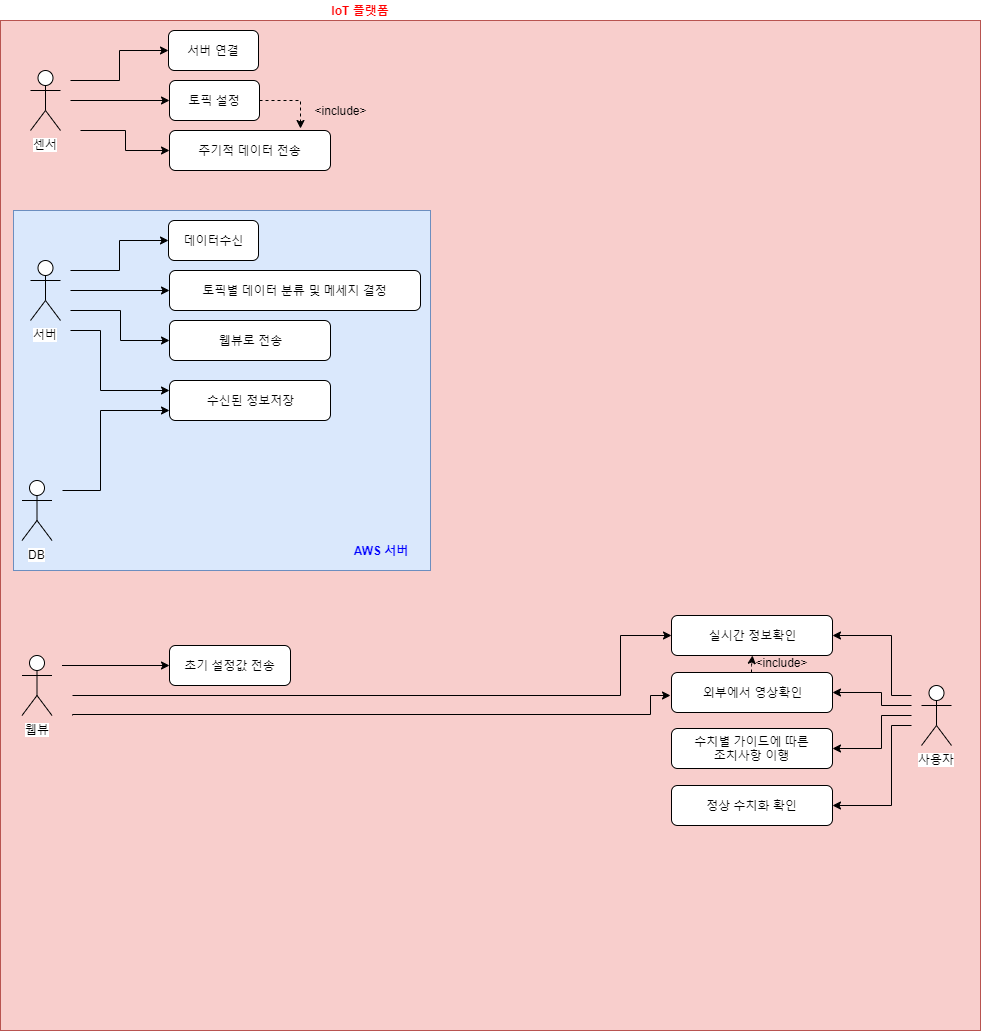 IoT 플랫폼
서버 연결
토픽 설정
<include>
주기적 데이터 전송
센서
데이터수신
토픽별 데이터 분류 및 메세지 결정
서버
웹뷰로 전송
수신된 정보저장
DB
AWS 서버
실시간 정보확인
<include>
초기 설정값 전송
외부에서 영상확인
웹뷰
수치별 가이드에 따른
조치사항 이행
사용자
정상 수치화 확인